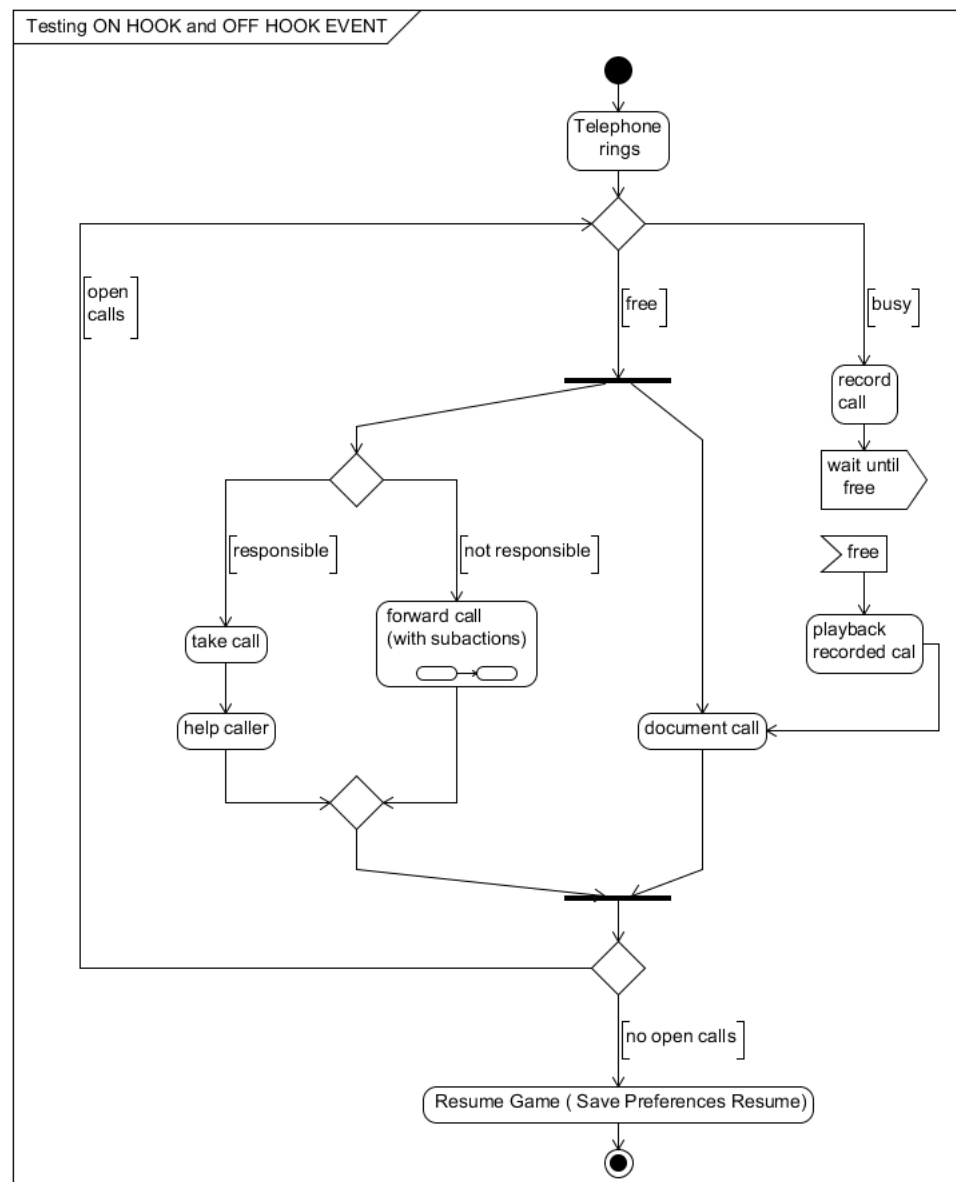 Testing ON HOOK and OFF HOOK EVENT
Telephone
rings
open
calls
free
busy
record
call
wait until
free
responsible
not responsible
free
forward call
(with subactions)
take call
playback
recorded cal
help caller
document call
no open calls
Resume Game ( Save Preferences Resume)